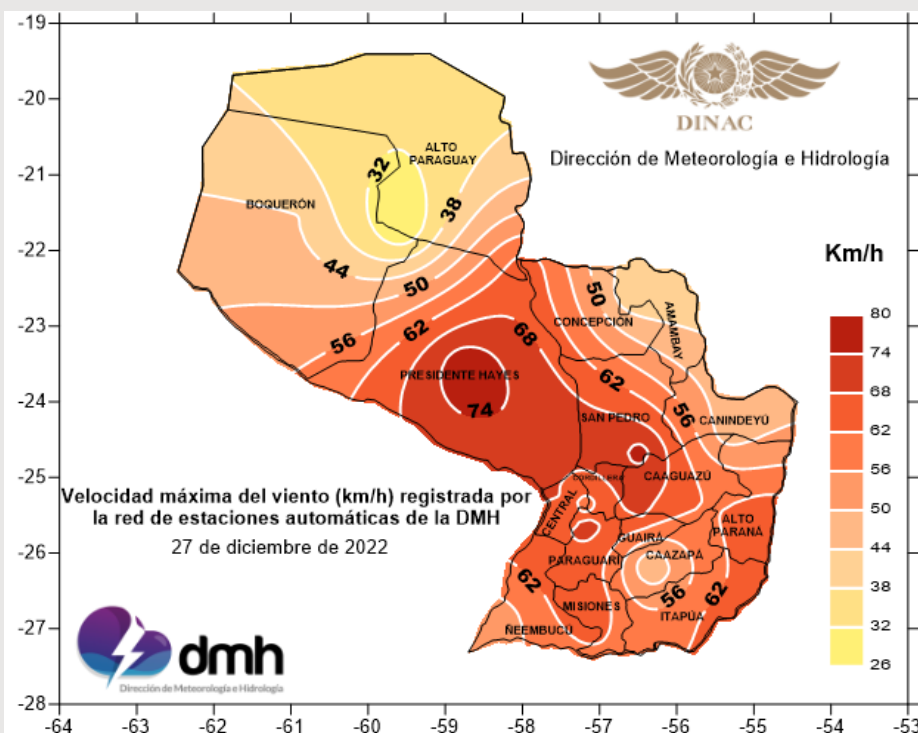 -19
-20
-21
-22
-23
-24
-25
-26
-27
-28
-64
-63
-62
-61
-60
-59
-58
-57
-56
-55
-54
-53
DINAC
Dirección de Meteorología e Hidrología
Km/h
80
74
68
62
56
50
44
38
32
26
ALTO
PARAGUAY
32
38
BOQUERÓN
44
50
50
AMAMBAY
CONCEPCIÓN
56
62
68
PRESIDENTE HAYES
74
62
56
SAN PEDRO
CANINDEYÚ
CORDILLERA
CAAGUAZÚ
CENTRAL
ALTO
PARANÁ
GUAIRÁ
CAAZAPÁ
PARAGUARÍ
62
56
62
MISIONES
ITAPÚA
ÑEEMBUCÚ
Velocidad máxima del viento (km/h) registrada por
la red de estaciones automáticas de la DMH
27 de diciembre de 2022
dmh
Dirección de Meteorología e Hidrología